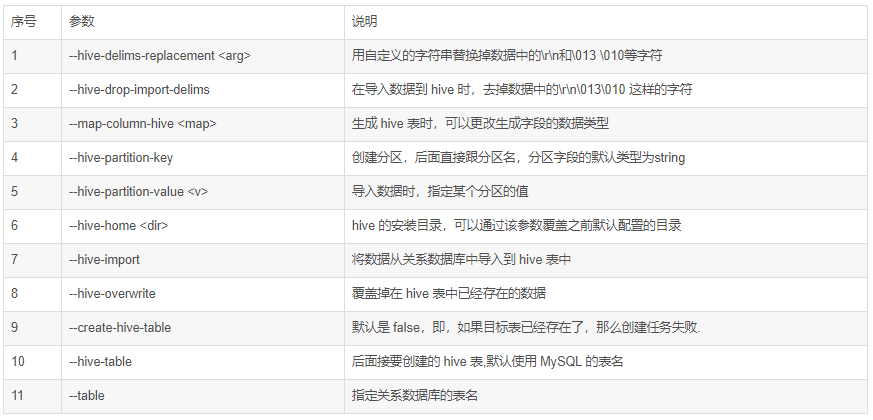 序号 参数 说明
1 --hive-delims-replacement <arg> 用自定义的字符串替换掉数据中的\r\n和\013 \010等字符
2 --hive-drop-import-delims 在导入数据到 hive 时，去掉数据中的\r\n\013\010 这样的字符
3 --map-column-hive <map> 生成 hive 表时，可以更改生成字段的数据类型
4 --hive-partition-key 创建分区，后面直接跟分区名，分区字段的默认类型为string
5 --hive-partition-value <v> 导入数据时，指定某个分区的值
6 --hive-home <dir> hive 的安装目录，可以通过该参数覆盖之前默认配置的目录
7 --hive-import 将数据从关系数据库中导入到 hive 表中
8 --hive-overwrite 覆盖掉在 hive 表中已经存在的数据
9 --create-hive-table 默认是 false，即，如果目标表已经存在了，那么创建任务失败.
10 --hive-table 后面接要创建的 hive 表,默认使用 MySQL 的表名
11 --table 指定关系数据库的表名